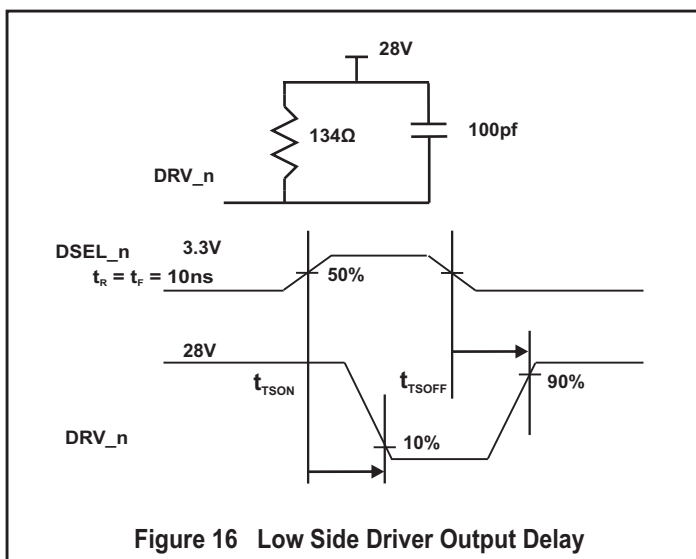 28V
134Ω
100pf
DRV_n
DSEL_n 3.3V
tR = tF = 10ns
50%
28V
tTSON
tTSOFF
90%
DRV_n
10%
Figure 16 Low Side Driver Output Delay